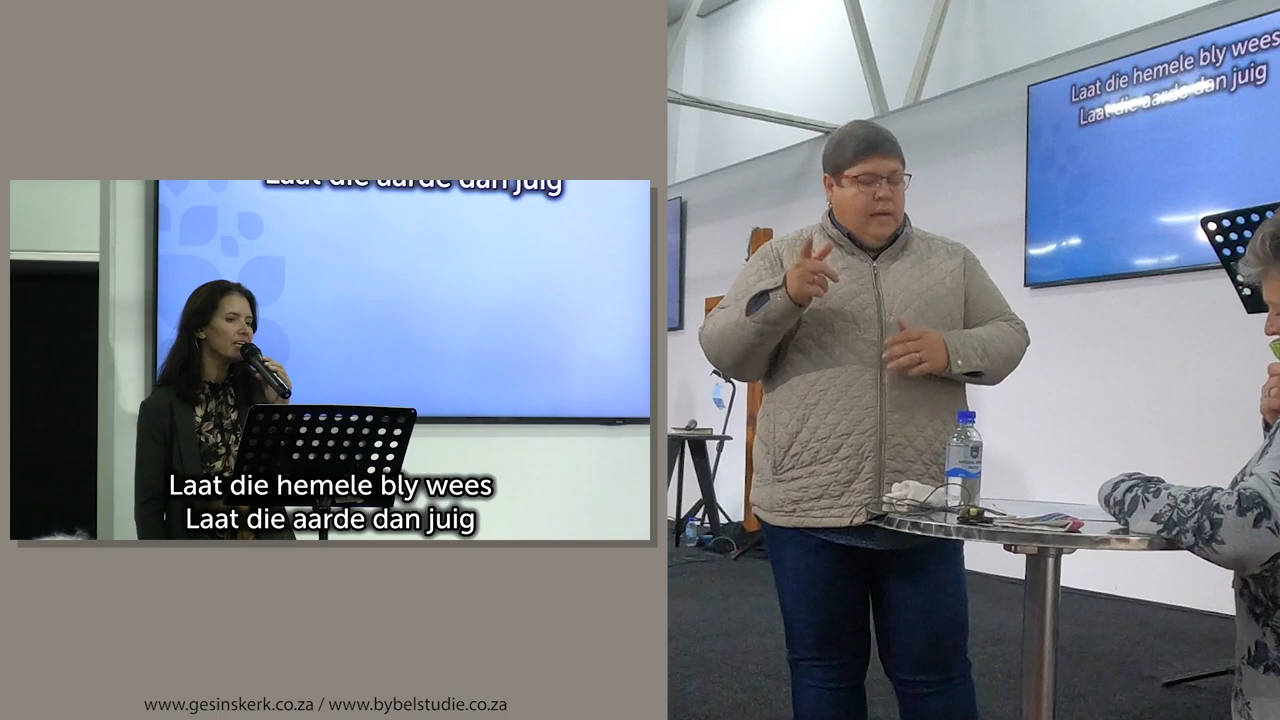 Laat die aarde dan juig
Laat die hemele bly wees
Laat die aarde dan juig
www.gesinskerk.co.za / www.bybelstudie.co.za
Laat die hemele bly wees
Laat die aarde dan juig